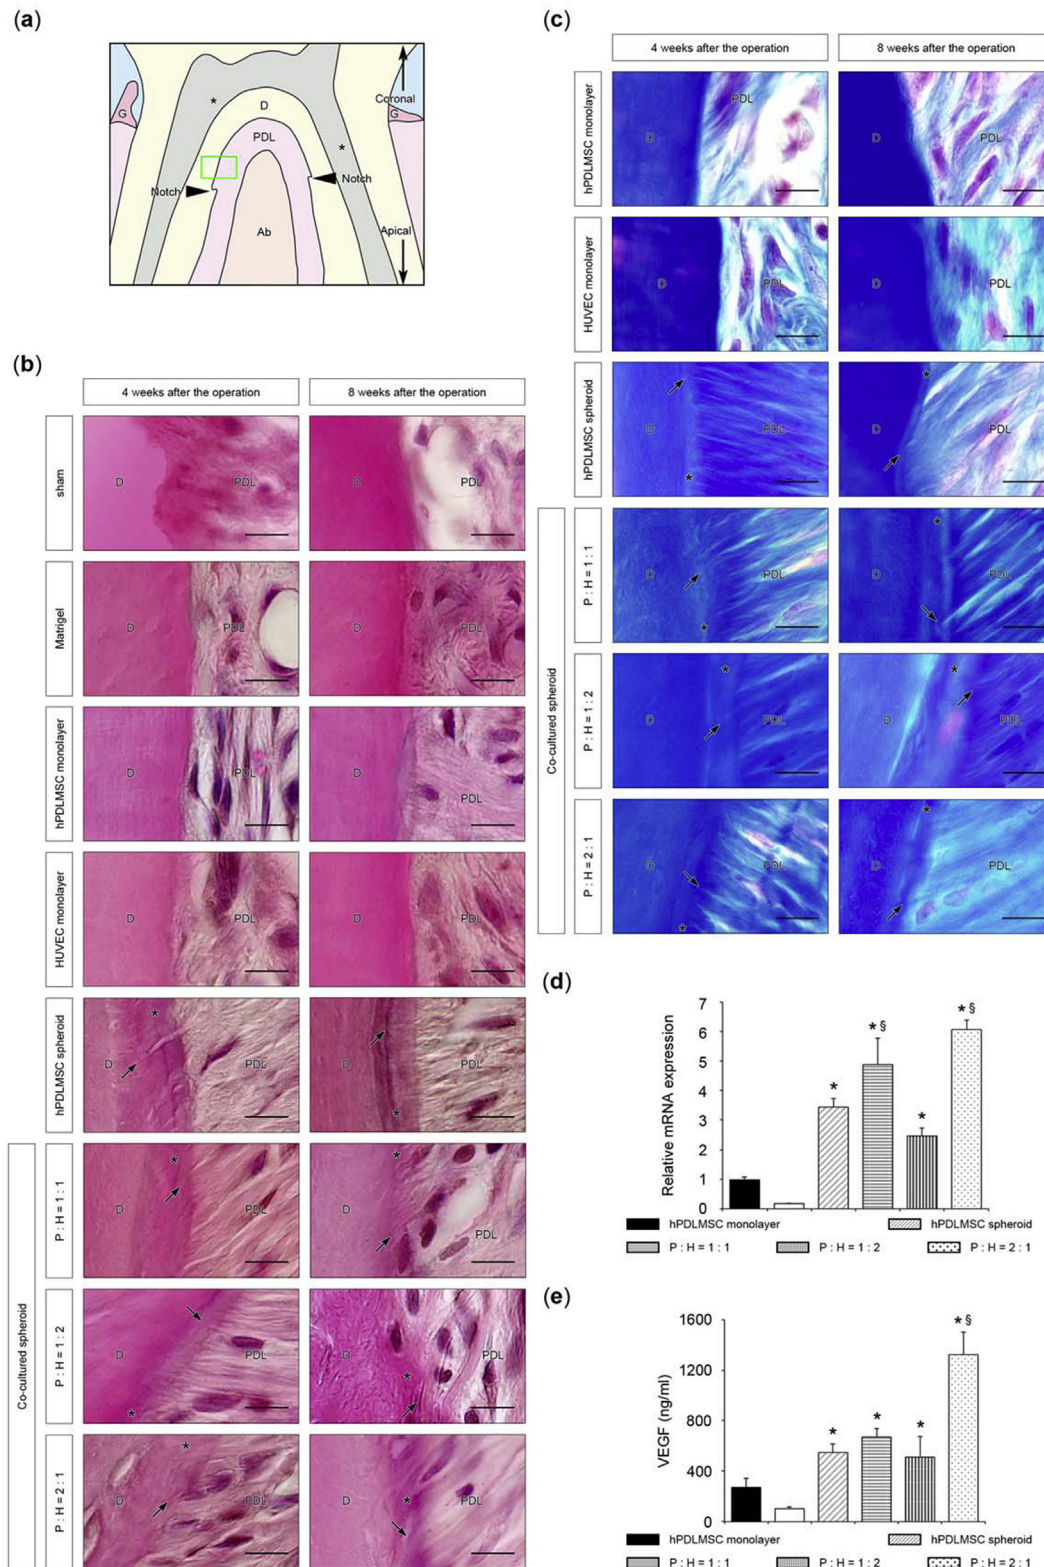 (a)
Coronal
*
D
G
G
PDL
*
Notch
Notch
Ab
Apical
(b)
4 weeks after the operation
8 weeks after the operation
sham
D
PDL
D
PDL
Matrigel
D
PDL
D
PDL
hPDLMSC monolayer
D
PDL
D
PDL
HUVEC monolayer
D
PDL
D
PDL
hPDLMSC spheroid
*
D
PDL
D
PDL
*
Co-cultured spheroid
P : H = 1 : 1
*
D
PDL
*
D
PDL
P : H = 1 : 2
D
PDL
*
D
PDL
*
P : H = 2 : 1
*
D
PDL
D
*
PDL
(c)
4 weeks after the operation
8 weeks after the operation
hPDLMSC monolayer
PDL
D
D
PDL
HUVEC monolayer
D
PDL
D
PDL
hPDLMSC spheroid
D
PDL
*
*
D
PDL
Co-cultured spheroid
P : H = 1 : 1
D
PDL
*
*
D
PDL
P : H = 1 : 2
*
D
PDL
*
D
PDL
P : H = 2 : 1
D
PDL
*
*
D
PDL
(d)
Relative mRNA expression
7
6
5
4
3
2
1
0
*
* §
*
* §
hPDLMSC monolayer
hPDLMSC spheroid
P : H = 1 : 1
P : H = 1 : 2
P : H = 2 : 1
(e)
VEGF (ng/ml)
1600
1200
800
400
0
*
*
*
* §
hPDLMSC monolayer
hPDLMSC spheroid
P : H = 1 : 1
P : H = 1 : 2
P : H = 2 : 1